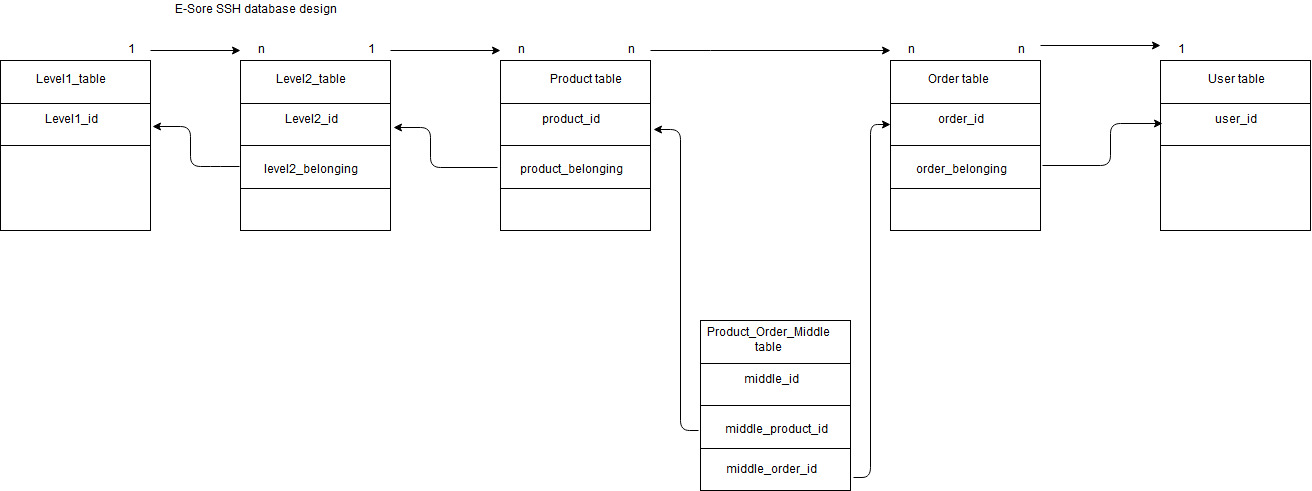 E-Sore SSH database design
1 n 1 n n n n 1
Level1_table Level2_table Product table Order table User table
Level1_id Level2_id product_id order_id user_id
level2_belonging product_belonging order_belonging
Product_Order_Middle
table
middle_id
middle_product_id
middle_order_id